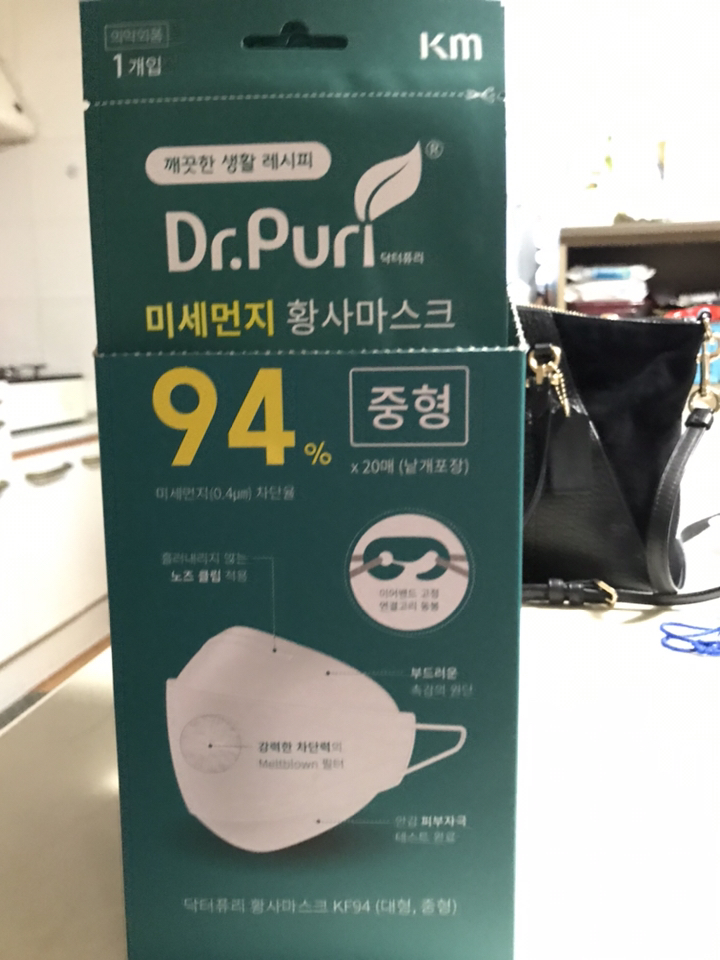 의약외품
1개입
KM
깨끗한 생활 레시피
Dr.Puri®
닥터퓨리
미세먼지 황사마스크
94%
중형
x 20매 (낱개포장)
미세먼지(0.4㎛) 차단율
흘러내리지 않는
노즈 클립 적용
이어밴드 고정
연결고리 동봉
부드러운
촉감의 원단
강력한 차단력의
Meltblown 필터
안감 피부자극
테스트 완료
닥터퓨리 황사마스크 KF94 (대형, 중형)